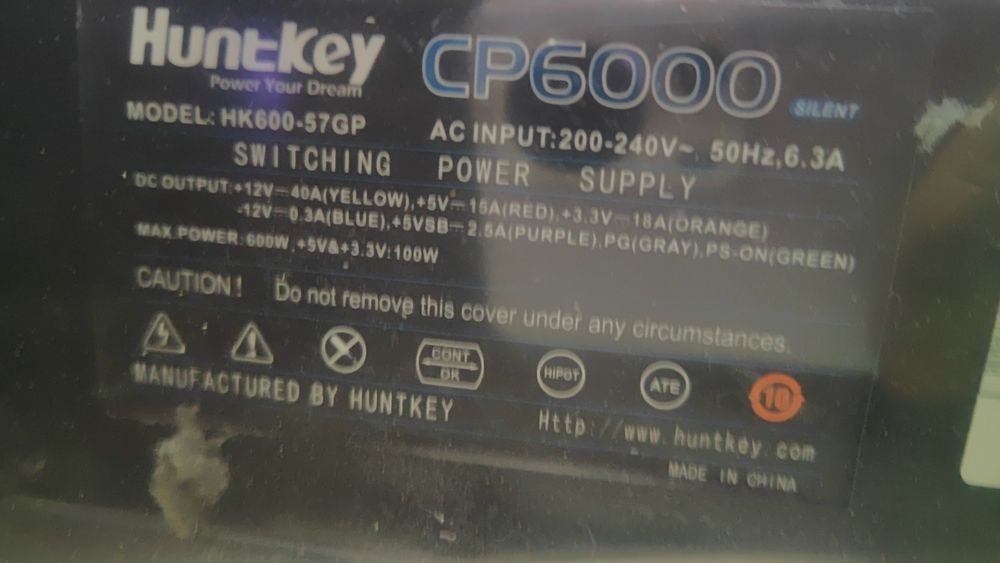 Huntkey
Power Your Dream
CP6000
SILENT
MODEL: HK600-57GP
AC INPUT:200-240V~, 50Hz,6.3A
SWITCHING POWER SUPPLY
DC OUTPUT:+12V⎓40A(YELLOW),+5V⎓15A(RED),+3.3V⎓18A(ORANGE)
-12V⎓0.3A(BLUE),+5VSB⎓2.5A(PURPLE),PG(GRAY),PS-ON(GREEN)
MAX.POWER:600W,+5V&+3.3V:100W
CAUTION! Do not remove this cover under any circumstances.
CONT
OK
HIPOT
ATE
10
MANUFACTURED BY HUNTKEY
Http://www.huntkey.com
MADE IN CHINA